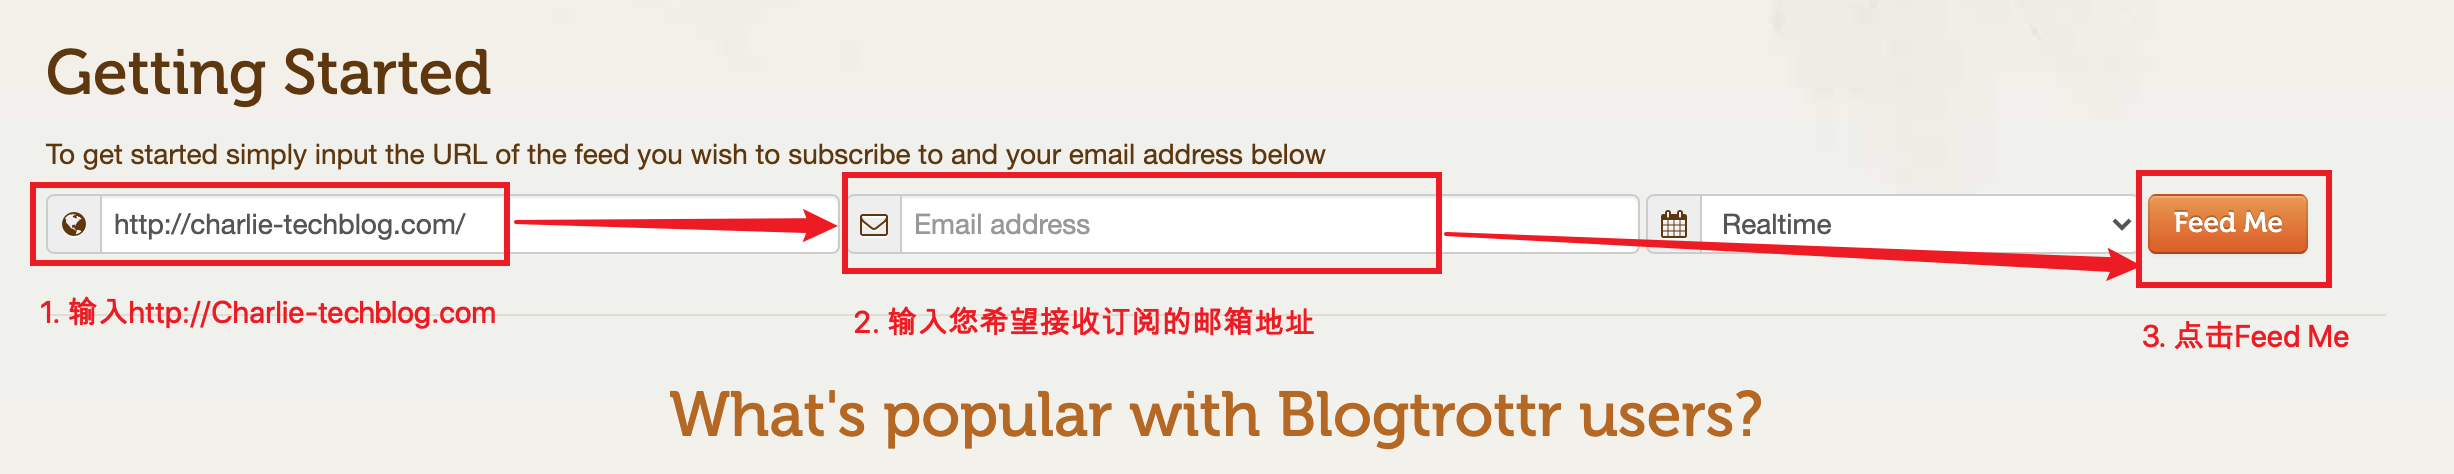 Getting Started
To get started simply input the URL of the feed you wish to subscribe to and your email address below
http://charlie-techblog.com/
Email address
Realtime
Feed Me
1. 输入http://Charlie-techblog.com
2. 输入您希望接收订阅的邮箱地址
3. 点击Feed Me
What's popular with Blogtrottr users?